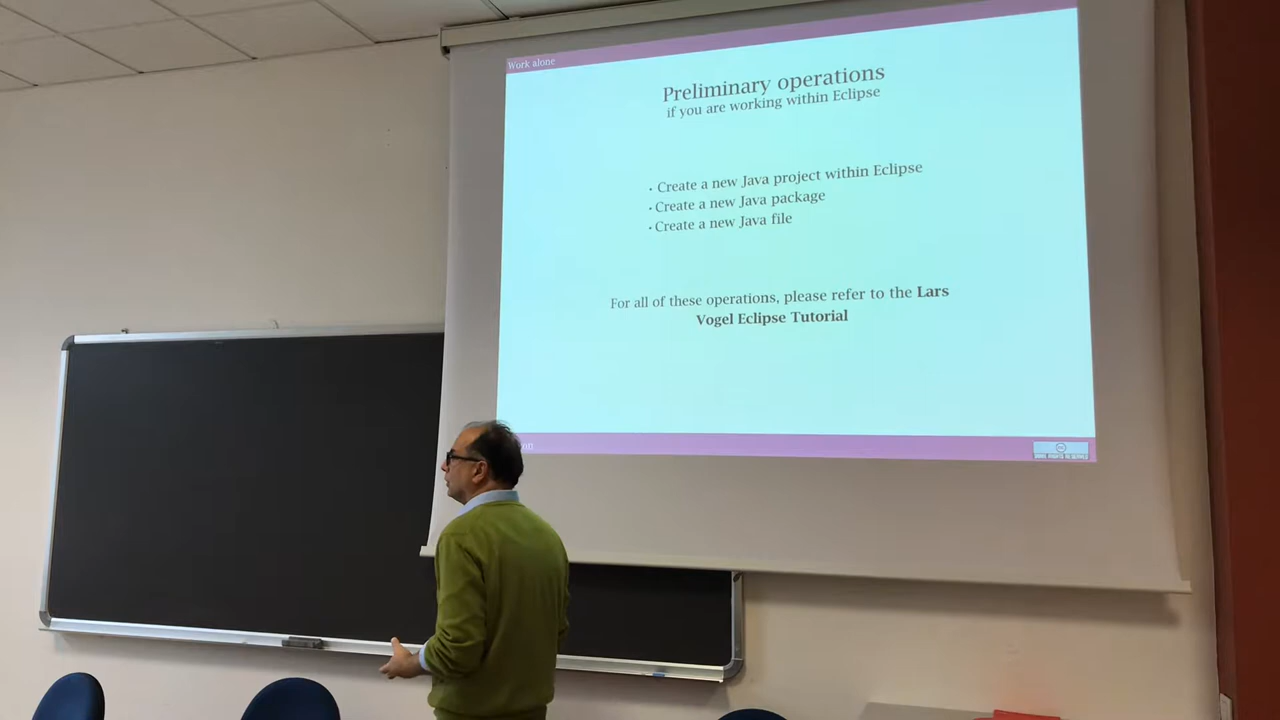 Work alone
Preliminary operations
if you are working within Eclipse
• Create a new Java project within Eclipse
• Create a new Java package
• Create a new Java file
For all of these operations, please refer to the Lars
Vogel Eclipse Tutorial